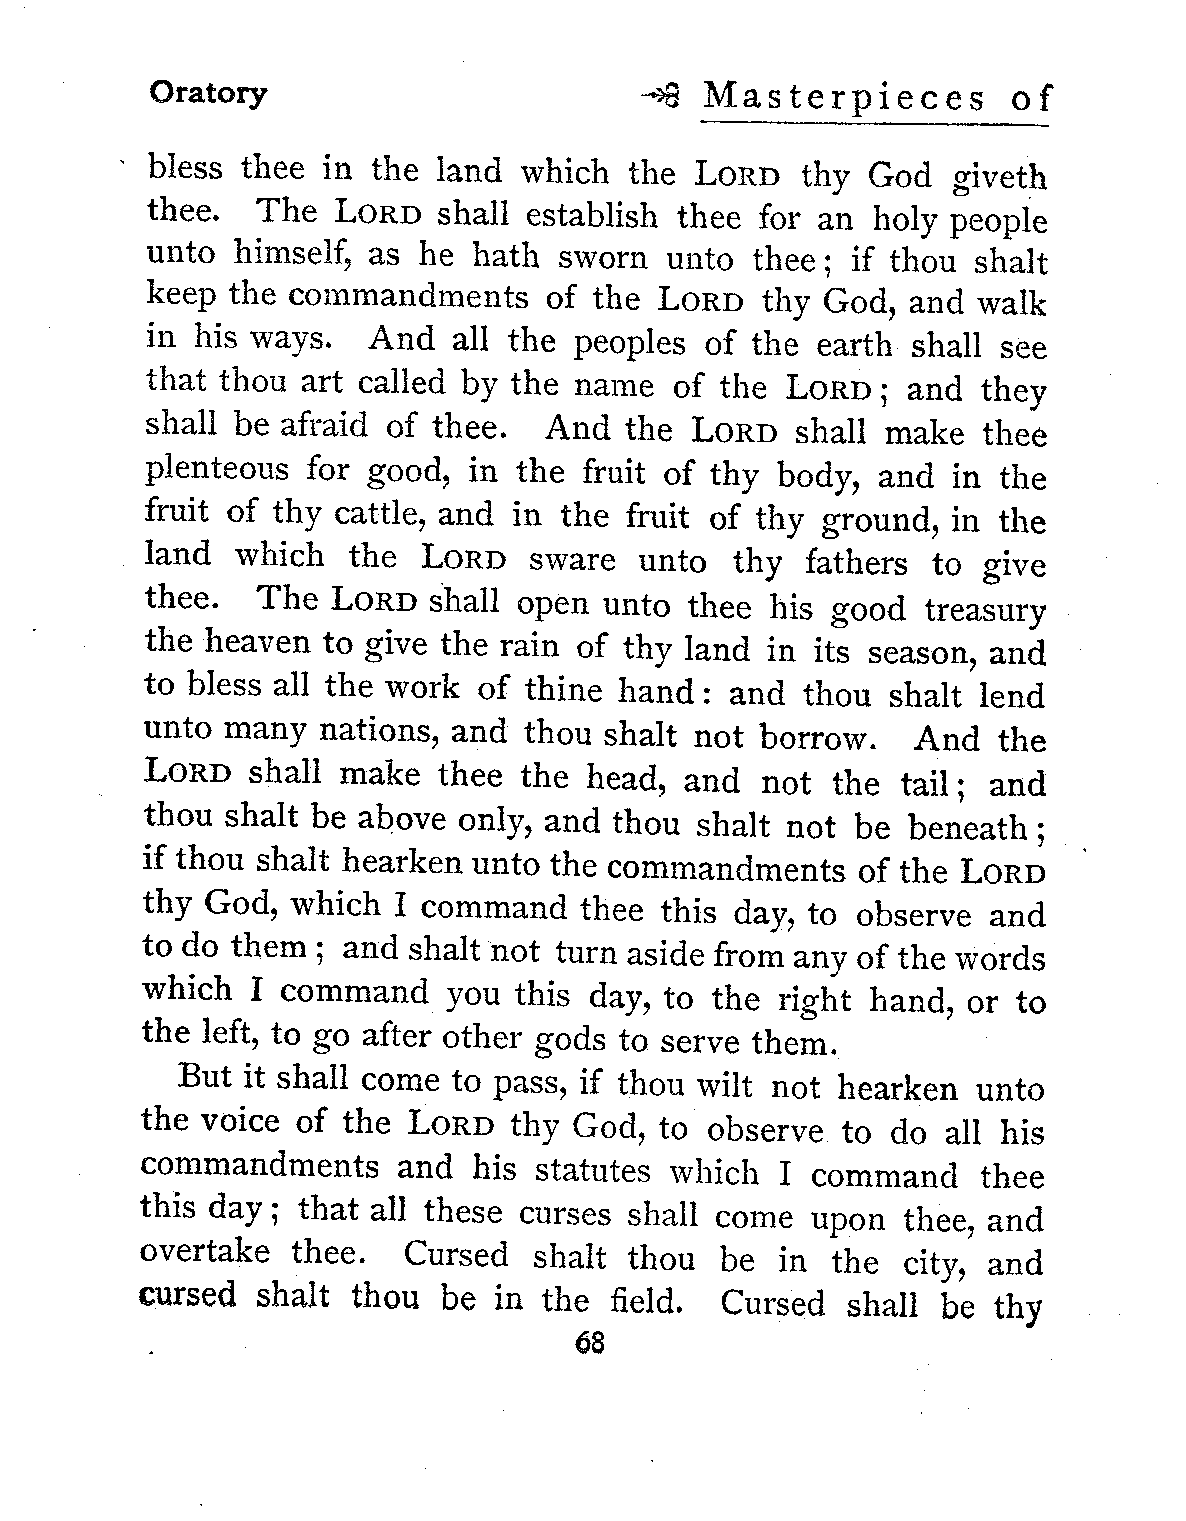 Oratory Masterpieces of
bless thee in the land which the LORD thy God giveth
thee. The LORD shall establish thee for an holy people
unto himself, as he hath sworn unto thee; if thou shalt
keep the commandments of the LORD thy God, and walk
in his ways. And all the peoples of the earth shall see
that thou art called by the name of the LORD; and they
shall be afraid of thee. And the LORD shall make thee
plenteous for good, in the fruit of thy body, and in the
fruit of thy cattle, and in the fruit of thy ground, in the
land which the LORD sware unto thy fathers to give
thee. The LORD shall open unto thee his good treasury
the heaven to give the rain of thy land in its season, and
to bless all the work of thine hand: and thou shalt lend
unto many nations, and thou shalt not borrow. And the
LORD shall make thee the head, and not the tail; and
thou shalt be above only, and thou shalt not be beneath;
if thou shalt hearken unto the commandments of the LORD
thy God, which I command thee this day, to observe and
to do them; and shalt not turn aside from any of the words
which I command you this day, to the right hand, or to
the left, to go after other gods to serve them.
But it shall come to pass, if thou wilt not hearken unto
the voice of the LORD thy God, to observe to do all his
commandments and his statutes which I command thee
this day; that all these curses shall come upon thee, and
overtake thee. Cursed shalt thou be in the city, and
cursed shalt thou be in the field. Cursed shall be thy
68